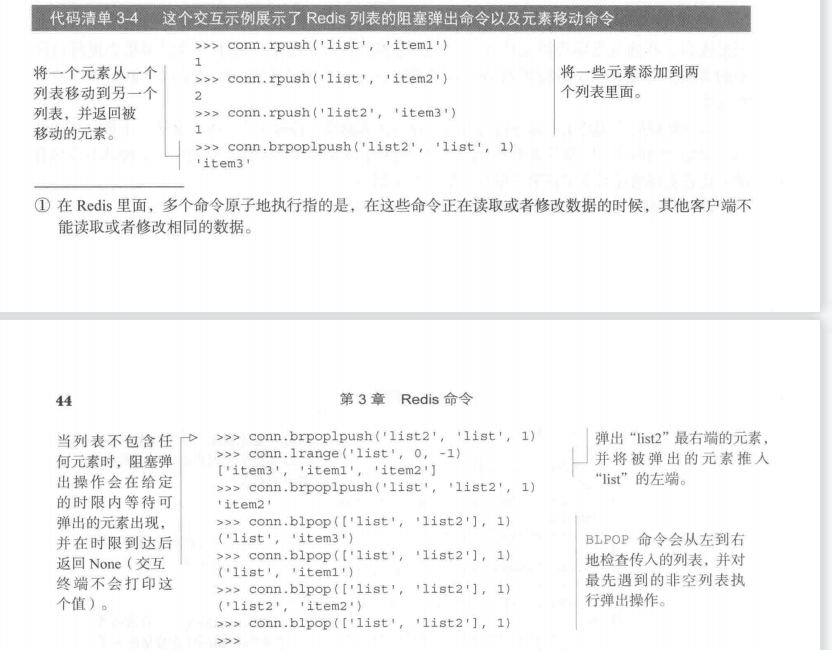 代码清单 3-4 这个交互示例展示了 Redis 列表的阻塞弹出命令以及元素移动命令
将一个元素从一个
列表移动到另一个
列表，并返回被
移动的元素。
>>> conn.rpush('list', 'item1')
1
>>> conn.rpush('list', 'item2')
2
>>> conn.rpush('list2', 'item3')
1
>>> conn.brpoplpush('list2', 'list', 1)
'item3'
将一些元素添加到两
个列表里面。
① 在 Redis 里面，多个命令原子地执行指的是，在这些命令正在读取或者修改数据的时候，其他客户端不
能读取或者修改相同的数据。
44 第 3 章 Redis 命令
当列表不包含任
何元素时，阻塞弹
出操作会在给定
的时限内等待可
弹出的元素出现，
并在时限到达后
返回 None（交互
终端不会打印这
个值）。
>>> conn.brpoplpush('list2', 'list', 1)
>>> conn.lrange('list', 0, -1)
['item3', 'item1', 'item2']
>>> conn.brpoplpush('list', 'list2', 1)
'item2'
>>> conn.blpop(['list', 'list2'], 1)
('list', 'item3')
>>> conn.blpop(['list', 'list2'], 1)
('list', 'item1')
>>> conn.blpop(['list', 'list2'], 1)
('list2', 'item2')
>>> conn.blpop(['list', 'list2'], 1)
>>>
弹出“list2”最右端的元素，
并将被弹出的元素推入
“list”的左端。
BLPOP 命令会从左到右
地检查传入的列表，并对
最先遇到的非空列表执
行弹出操作。